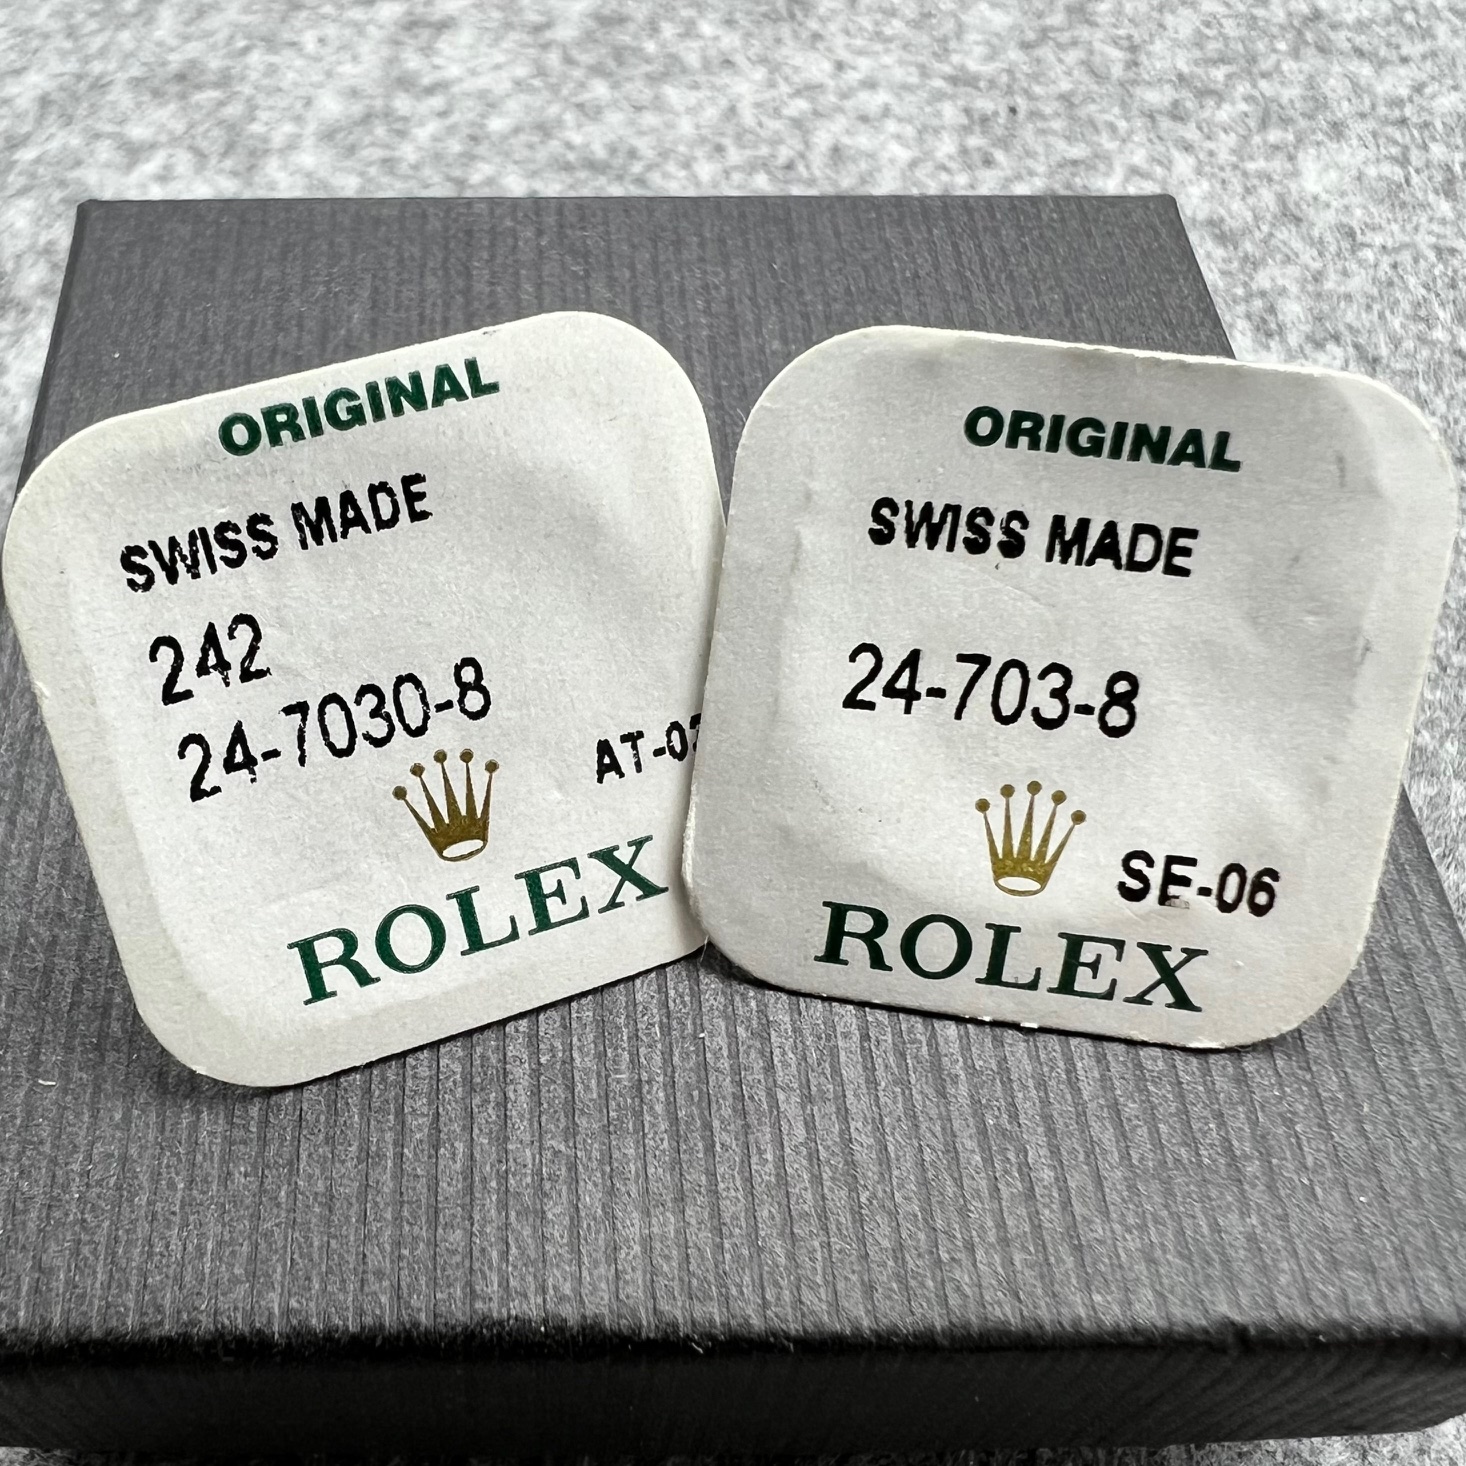 ORIGINAL
SWISS MADE
242
24-7030-8
ROLEX
ORIGINAL
SWISS MADE
24-703-8
SE-06
ROLEX